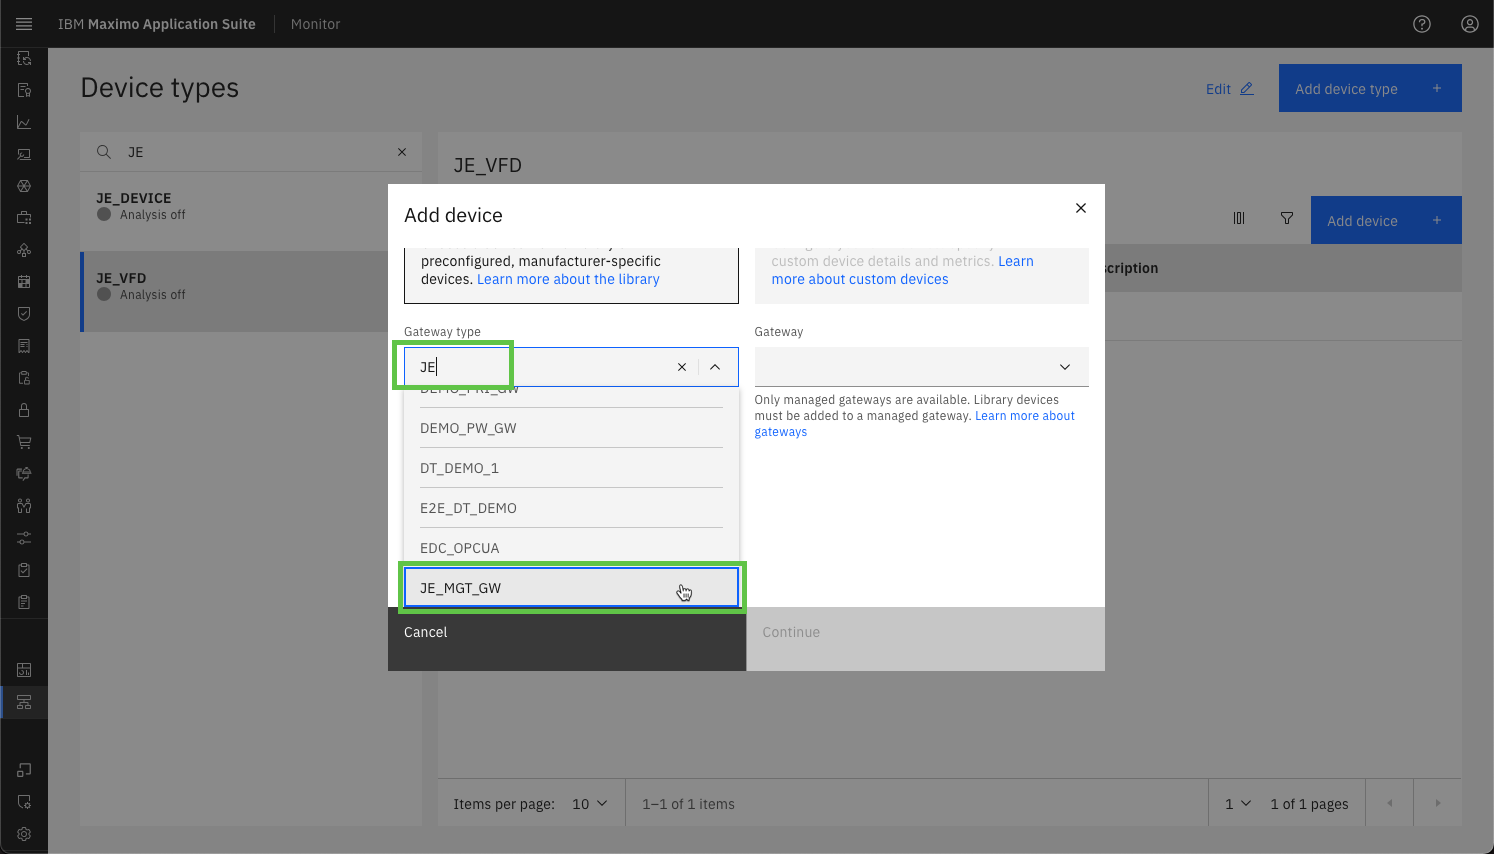 IBM Maximo Application Suite
Monitor
Device types
Edit
Add device type
JE
JE_DEVICE
Analysis off
JE_VFD
Analysis off
JE_VFD
Add device
scription
Add device
preconfigured, manufacturer-specific
devices. Learn more about the library
custom device details and metrics. Learn
more about custom devices
Gateway type
JE
DEMO_PRI_GW
DEMO_PW_GW
DT_DEMO_1
E2E_DT_DEMO
EDC_OPCUA
JE_MGT_GW
Gateway
Only managed gateways are available. Library devices
must be added to a managed gateway. Learn more about
gateways
Cancel
Continue
Items per page: 10
1–1 of 1 items
1
1 of 1 pages